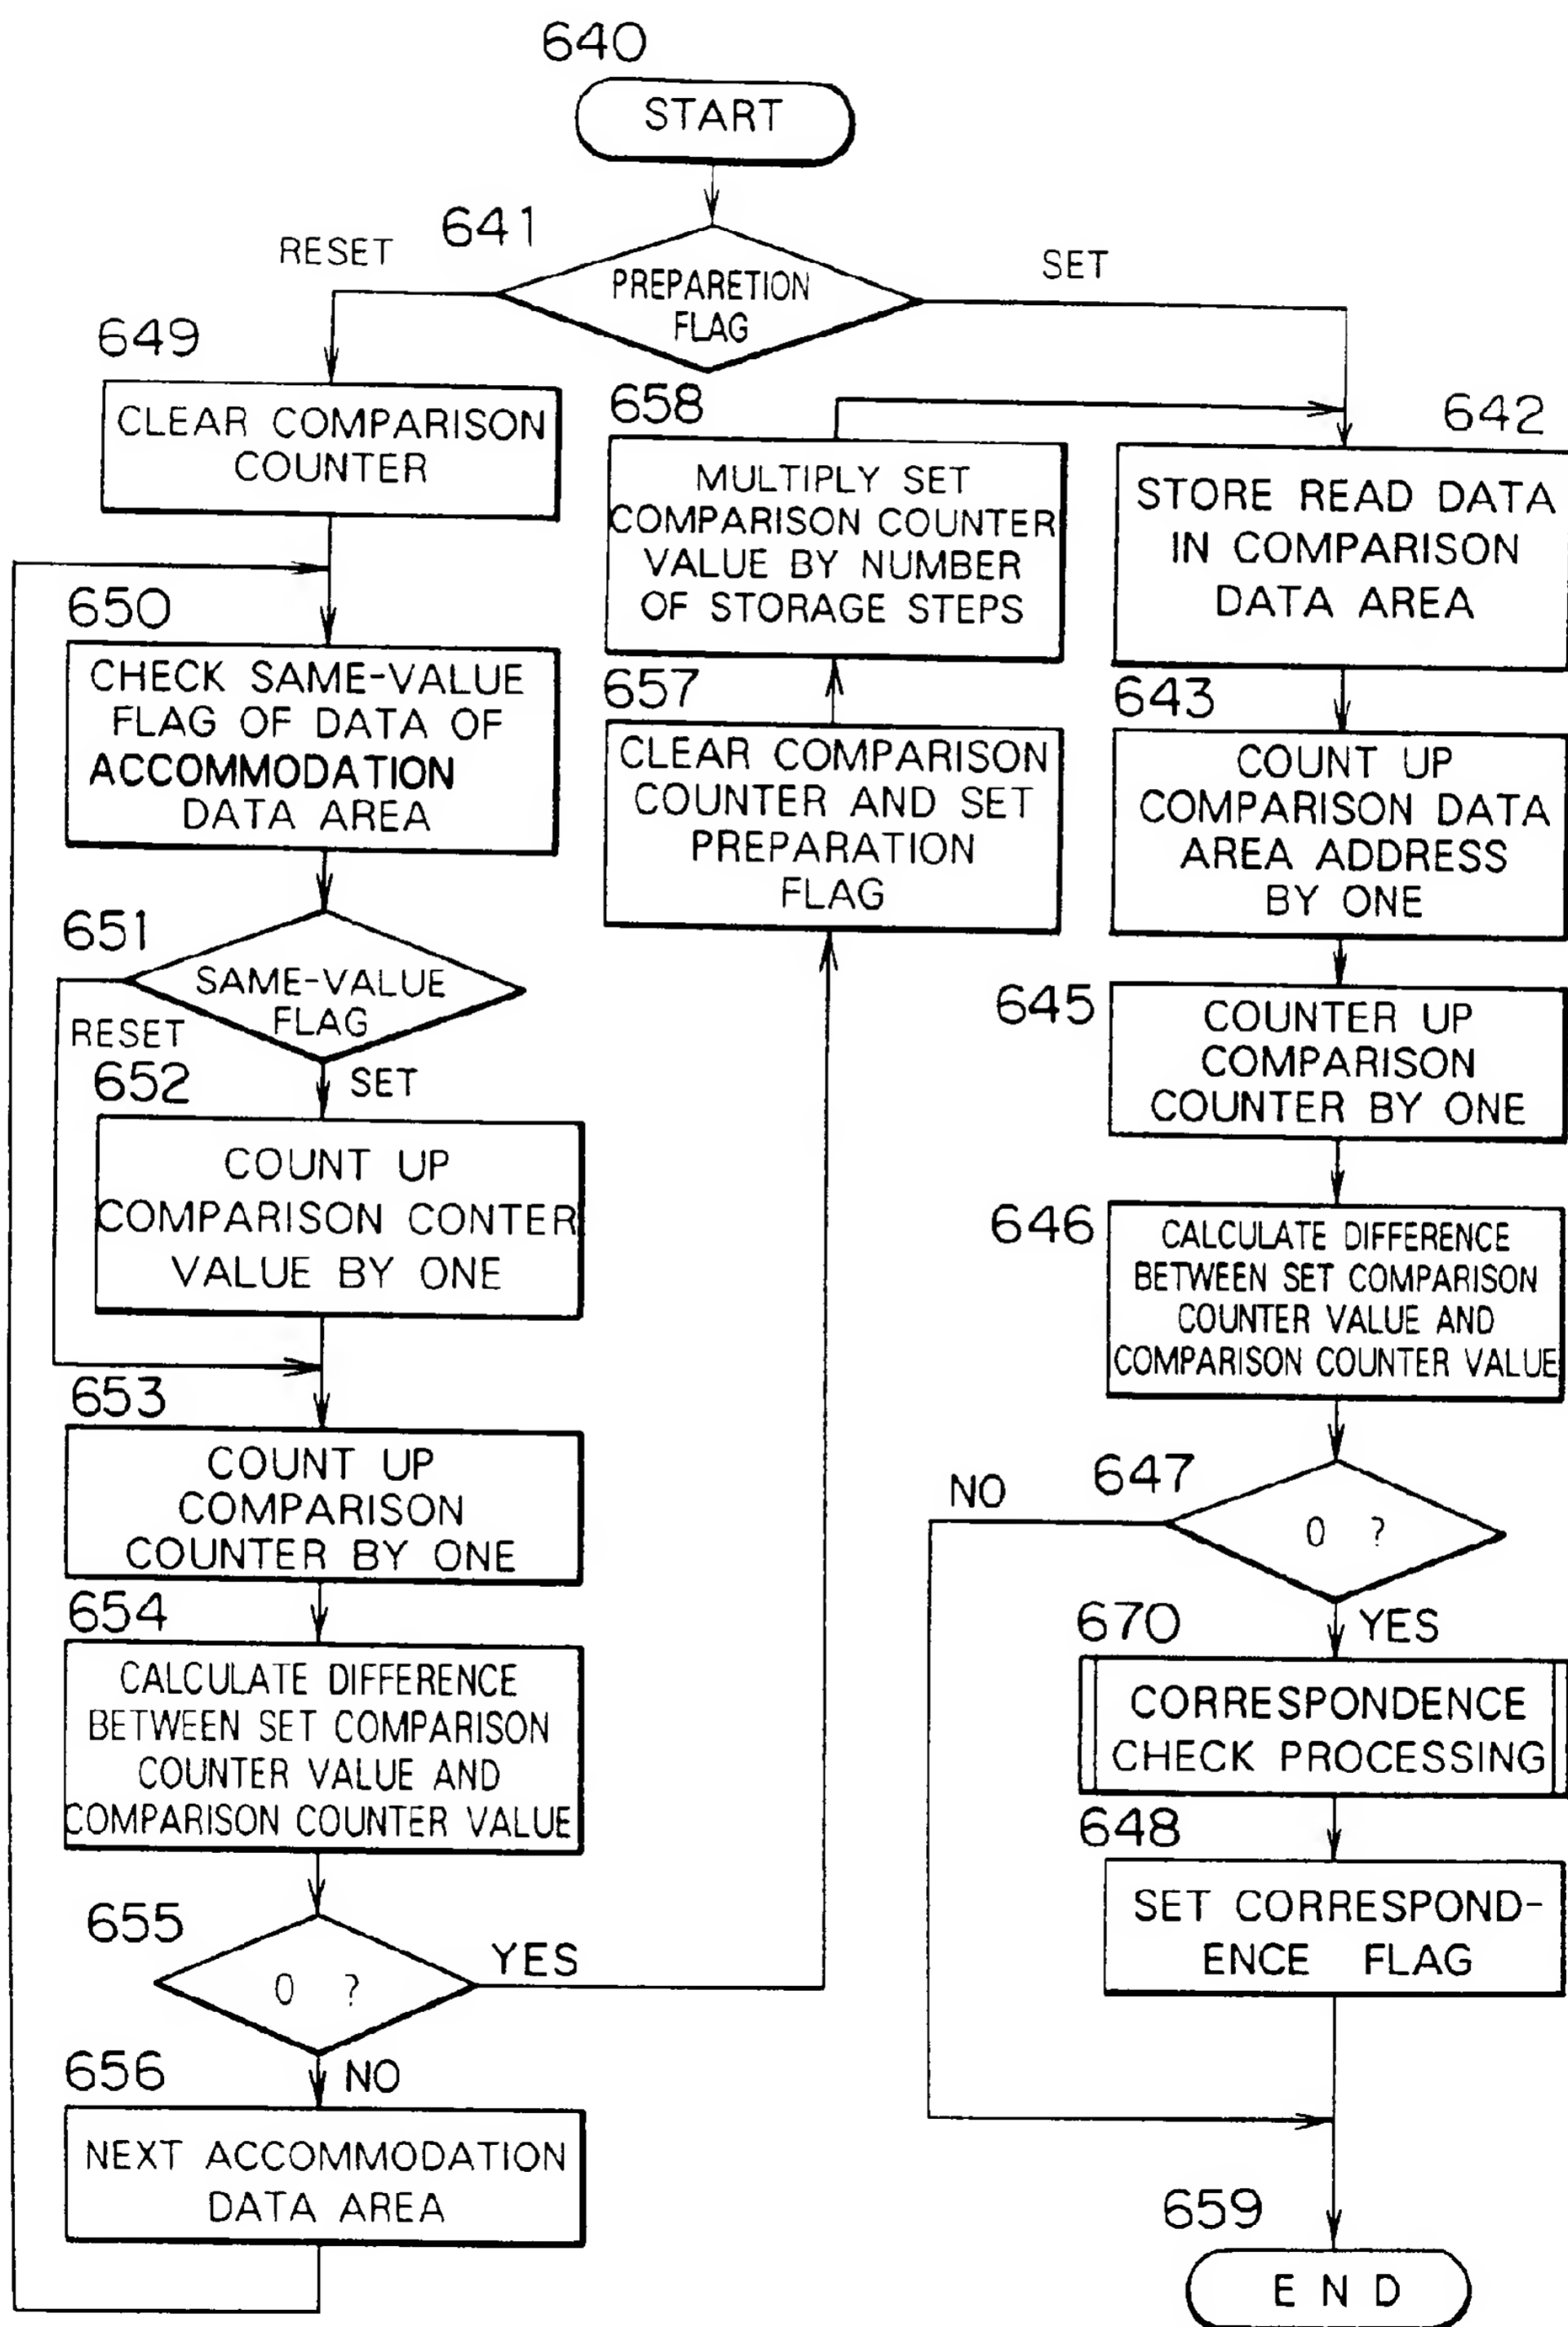 640
START
641
RESET
SET
PREPARETION
FLAG
649
CLEAR COMPARISON
COUNTER
650
CHECK SAME-VALUE
FLAG OF DATA OF
ACCOMMODATION
DATA AREA
651
SAME-VALUE
FLAG
RESET
SET
652
COUNT UP
COMPARISON CONTER
VALUE BY ONE
653
COUNT UP
COMPARISON
COUNTER BY ONE
654
CALCULATE DIFFERENCE
BETWEEN SET COMPARISON
COUNTER VALUE AND
COMPARISON COUNTER VALUE
655
0 ?
YES
NO
656
NEXT ACCOMMODATION
DATA AREA
658
MULTIPLY SET
COMPARISON COUNTER
VALUE BY NUMBER
OF STORAGE STEPS
657
CLEAR COMPARISON
COUNTER AND SET
PREPARATION
FLAG
642
STORE READ DATA
IN COMPARISON
DATA AREA
643
COUNT UP
COMPARISON DATA
AREA ADDRESS
BY ONE
645
COUNTER UP
COMPARISON
COUNTER BY ONE
646
CALCULATE DIFFERENCE
BETWEEN SET COMPARISON
COUNTER VALUE AND
COMPARISON COUNTER VALUE
647
NO
0 ?
YES
670
CORRESPONDENCE
CHECK PROCESSING
648
SET CORRESPOND-
ENCE FLAG
659
END